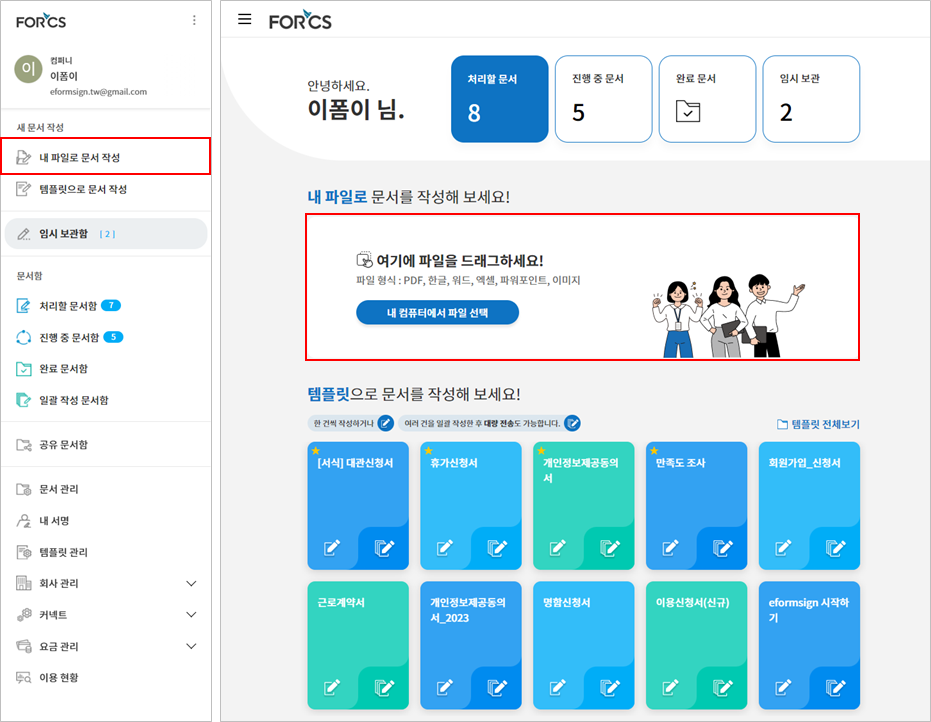 FORCS
이
컴퍼니
이폼이
eformsign.tw@gmail.com
새 문서 작성
내 파일로 문서 작성
템플릿으로 문서 작성
임시 보관함 [ 2 ]
문서함
처리할 문서함 7
진행 중 문서함 5
완료 문서함
일괄 작성 문서함
공유 문서함
문서 관리
내 서명
템플릿 관리
회사 관리
커넥트
요금 관리
이용 현황
FORCS
안녕하세요.
이폼이 님.
처리할 문서
8
진행 중 문서
5
완료 문서
임시 보관
2
내 파일로 문서를 작성해 보세요!
여기에 파일을 드래그하세요!
파일 형식 : PDF, 한글, 워드, 엑셀, 파워포인트, 이미지
내 컴퓨터에서 파일 선택
템플릿으로 문서를 작성해 보세요!
한 건씩 작성하거나
여러 건을 일괄 작성한 후 대량 전송도 가능합니다.
템플릿 전체보기
[서식] 대관신청서
휴가신청서
개인정보제공동의
서
만족도 조사
회원가입_신청서
근로계약서
개인정보제공동의
서_2023
명함신청서
이용신청서(신규)
eformsign 시작하
기